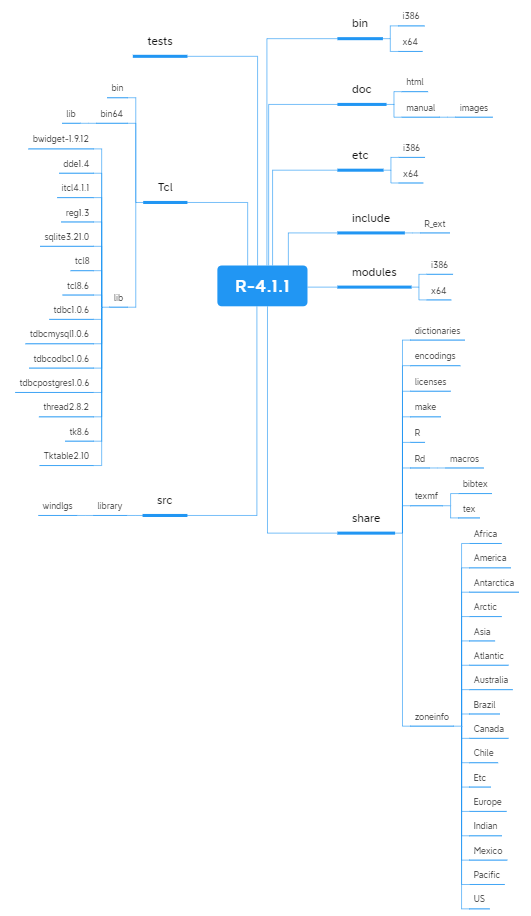 R-4.1.1
bin
i386
x64
doc
html
manual
images
etc
i386
x64
include
R_ext
modules
i386
x64
share
dictionaries
encodings
licenses
make
R
Rd
macros
texmf
bibtex
tex
zoneinfo
Africa
America
Antarctica
Arctic
Asia
Atlantic
Australia
Brazil
Canada
Chile
Etc
Europe
Indian
Mexico
Pacific
US
tests
Tcl
bin
bin64
lib
lib
bwidget-1.9.12
dde1.4
itcl4.1.1
reg1.3
sqlite3.21.0
tcl8
tcl8.6
tdbc1.0.6
tdbcmysql1.0.6
tdbcodbc1.0.6
tdbcpostgres1.0.6
thread2.8.2
tk8.6
Tktable2.10
src
library
windlgs